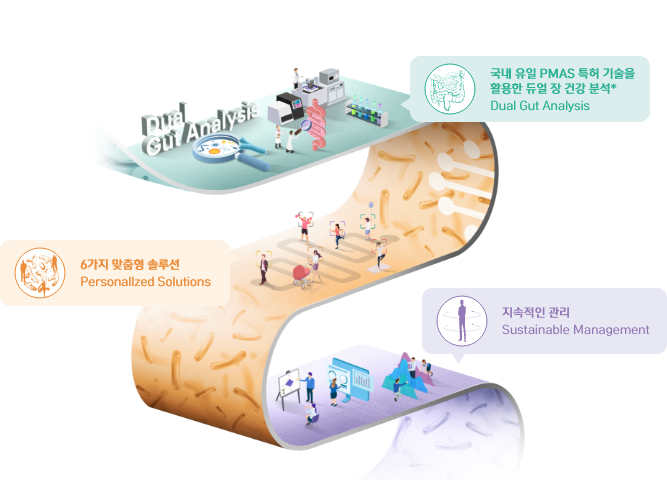 Dual
Gut Analysis
국내 유일 PMAS 특허 기술을
활용한 듀얼 장 건강 분석*
Dual Gut Analysis
6가지 맞춤형 솔루션
Personalized Solutions
지속적인 관리
Sustainable Management